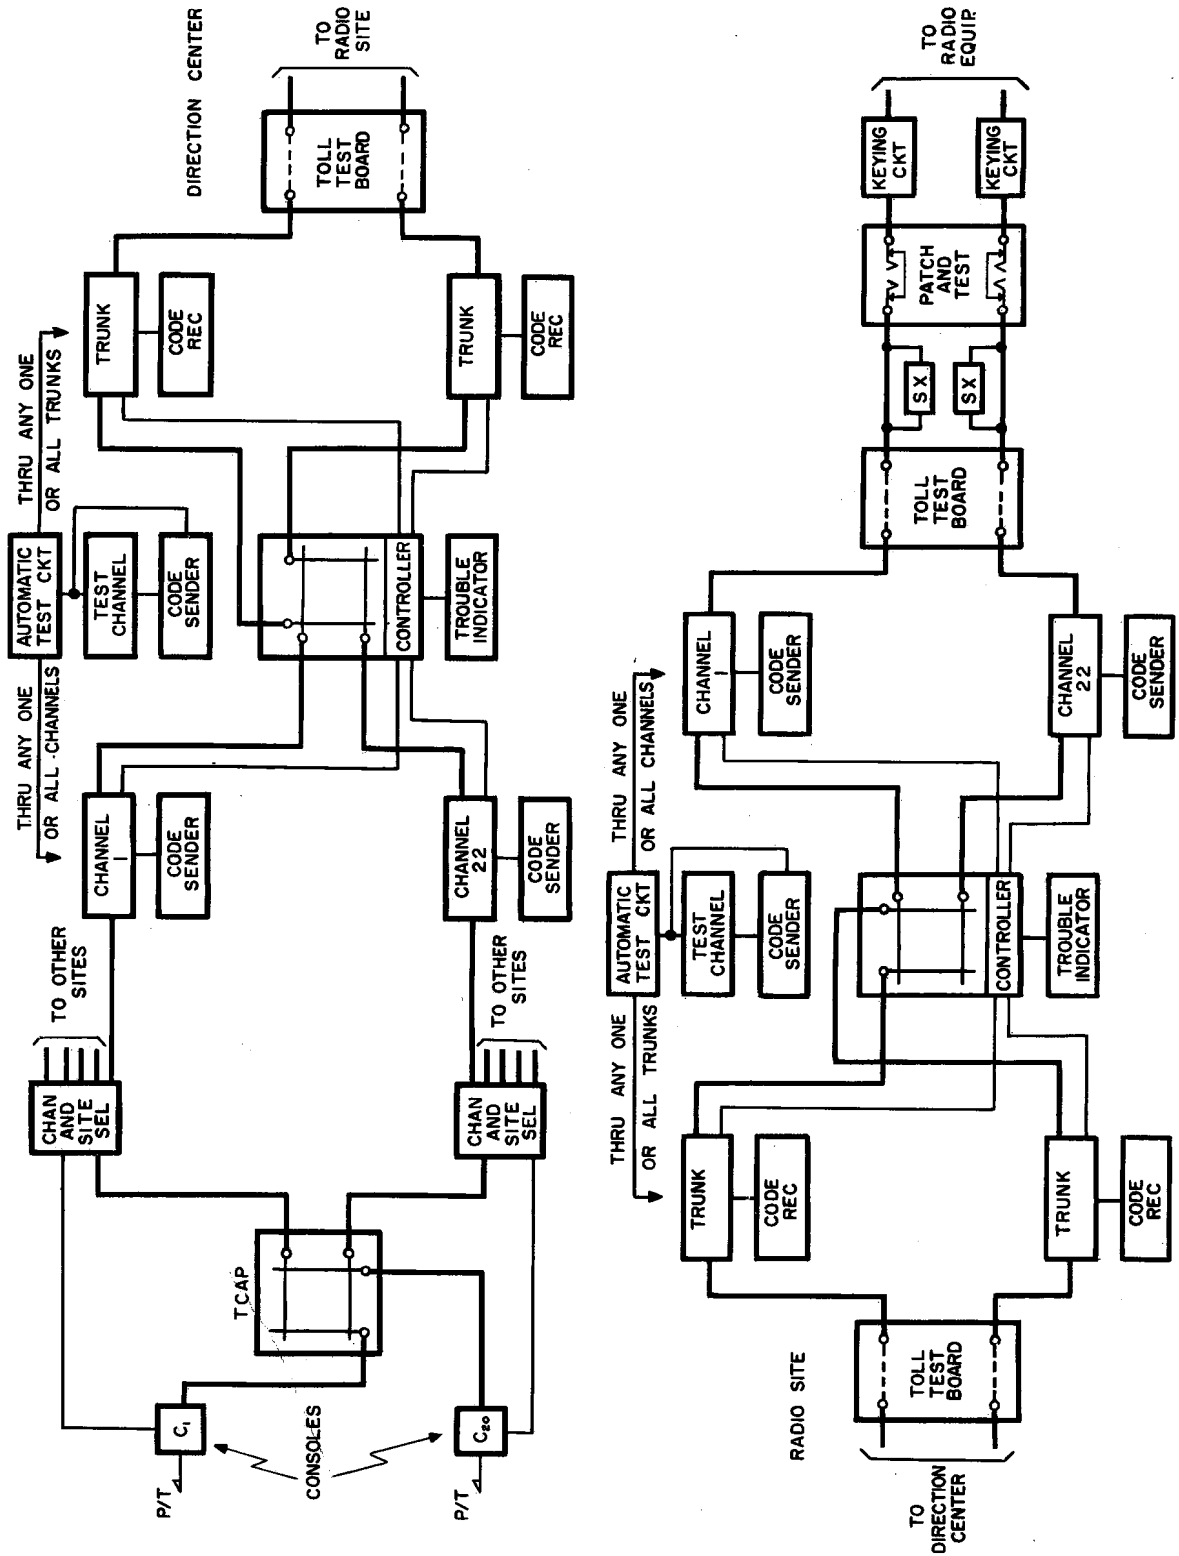 DIRECTION CENTER
P/T
C₁
CONSOLES
P/T
C₂₀
TCAP
CHAN
AND
SITE
SEL
TO OTHER
SITES
CHAN
AND
SITE
SEL
TO OTHER
SITES
THRU ANY ONE
OR ALL CHANNELS
CHANNEL
1
CODE
SENDER
CHANNEL
22
CODE
SENDER
AUTOMATIC
TEST CKT
TEST
CHANNEL
CODE
SENDER
CONTROLLER
TROUBLE
INDICATOR
THRU ANY ONE
OR ALL TRUNKS
TRUNK
CODE
REC
TRUNK
CODE
REC
TOLL
TEST
BOARD
TO
RADIO
SITE
RADIO SITE
TO
DIRECTION
CENTER
TOLL
TEST
BOARD
THRU ANY ONE
OR ALL TRUNKS
TRUNK
CODE
REC
TRUNK
CODE
REC
AUTOMATIC
TEST CKT
TEST
CHANNEL
CODE
SENDER
CONTROLLER
TROUBLE
INDICATOR
THRU ANY ONE
OR ALL CHANNELS
CHANNEL
1
CODE
SENDER
CHANNEL
22
CODE
SENDER
TOLL
TEST
BOARD
SX
SX
PATCH
AND
TEST
KEYING
CKT
KEYING
CKT
TO
RADIO
EQUIP.